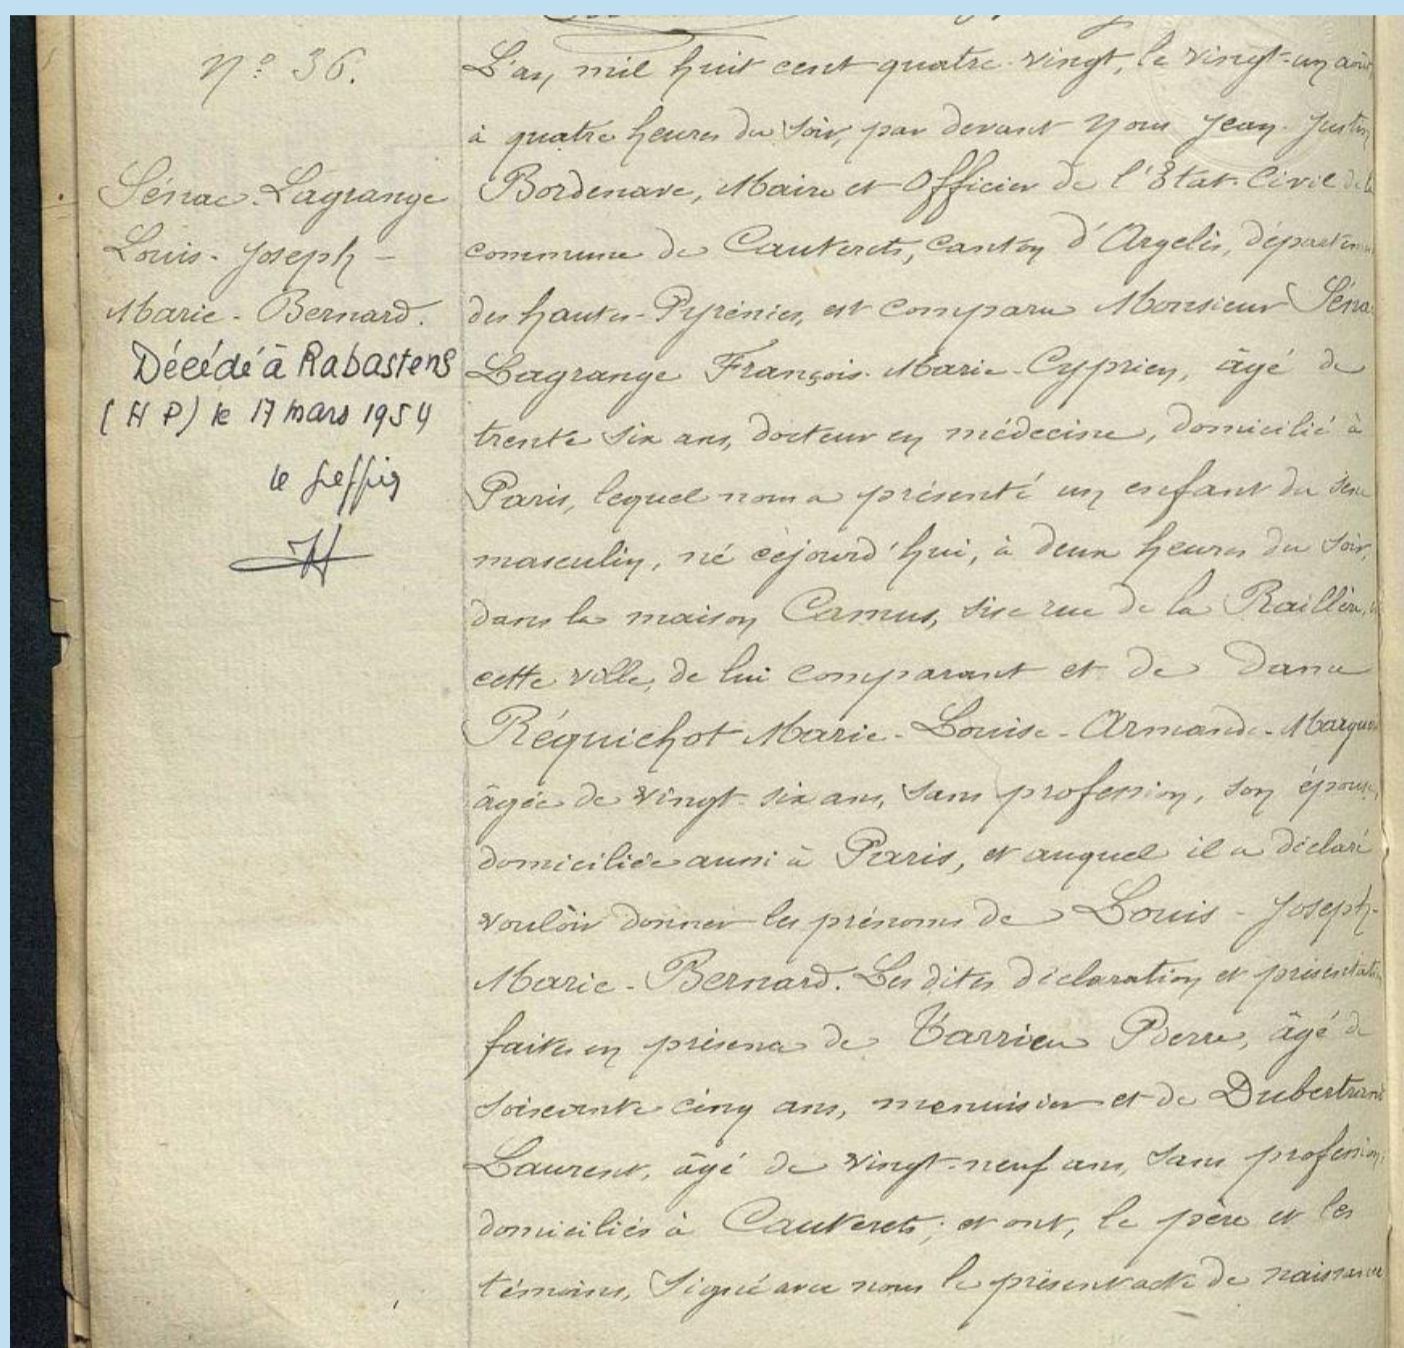 N° 36.
Sénac-Lagrange
Louis-Joseph-
Marie-Bernard.
Décédé à Rabastens
(HP) le 17 mars 1954
le Greffier
L'an mil huit cent quatre-vingt, le vingt-un août
à quatre heures du soir, par devant Nous Jean-Justin
Bordenave, Maire et Officier de l'Etat-Civil de la
commune de Cauterets, canton d'Argelès, départem
des hautes-Pyrénées, est comparu Monsieur Séna
Lagrange François-Marie-Cyprien, âgé de
trente six ans, docteur en médecine, domicilié à
Paris, lequel nous a présenté un enfant du sexe
masculin, né cejourd'hui, à deux heures du soir,
dans la maison Camus, sise rue de la Raillère,
cette ville, de lui comparant et de dame
Réquichot Marie-Louise-Armande-Margue
âgée de vingt-six ans, sans profession, son épouse,
domiciliée aussi à Paris, et auquel il a déclaré
vouloir donner les prénoms de Louis-Joseph-
Marie-Bernard. Les dites déclaration et présentation
faites en présence de Tarrieu Pierre, âgé de
soixante cinq ans, menuisier et de Dubertrand
Laurent, âgé de vingt-neuf ans, sans profession,
domiciliés à Cauterets; et ont, le père et les
témoins, signé avec nous le présent acte de naissance